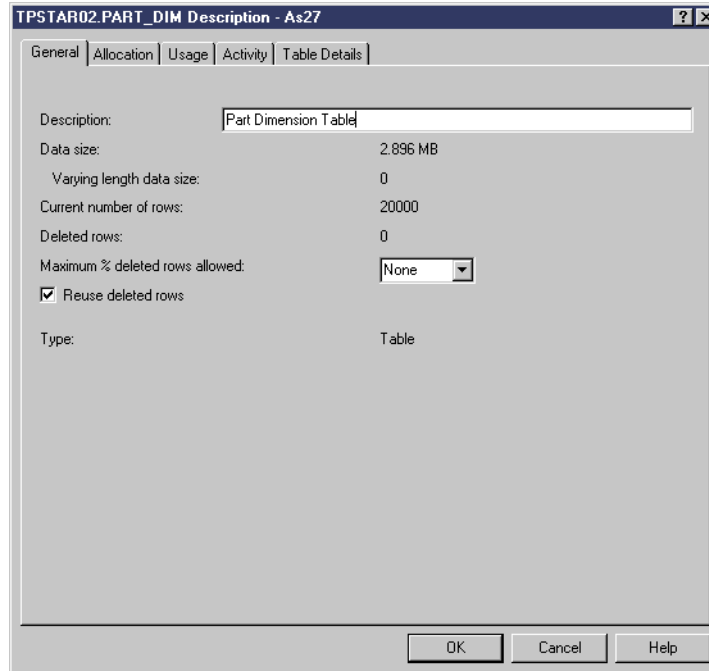 TPSTAR02.PART_DIM Description - As27
General Allocation Usage Activity Table Details
Description: Part Dimension Table
Data size: 2.896 MB
Varying length data size: 0
Current number of rows: 20000
Deleted rows: 0
Maximum % deleted rows allowed: None
Reuse deleted rows
Type: Table
OK Cancel Help